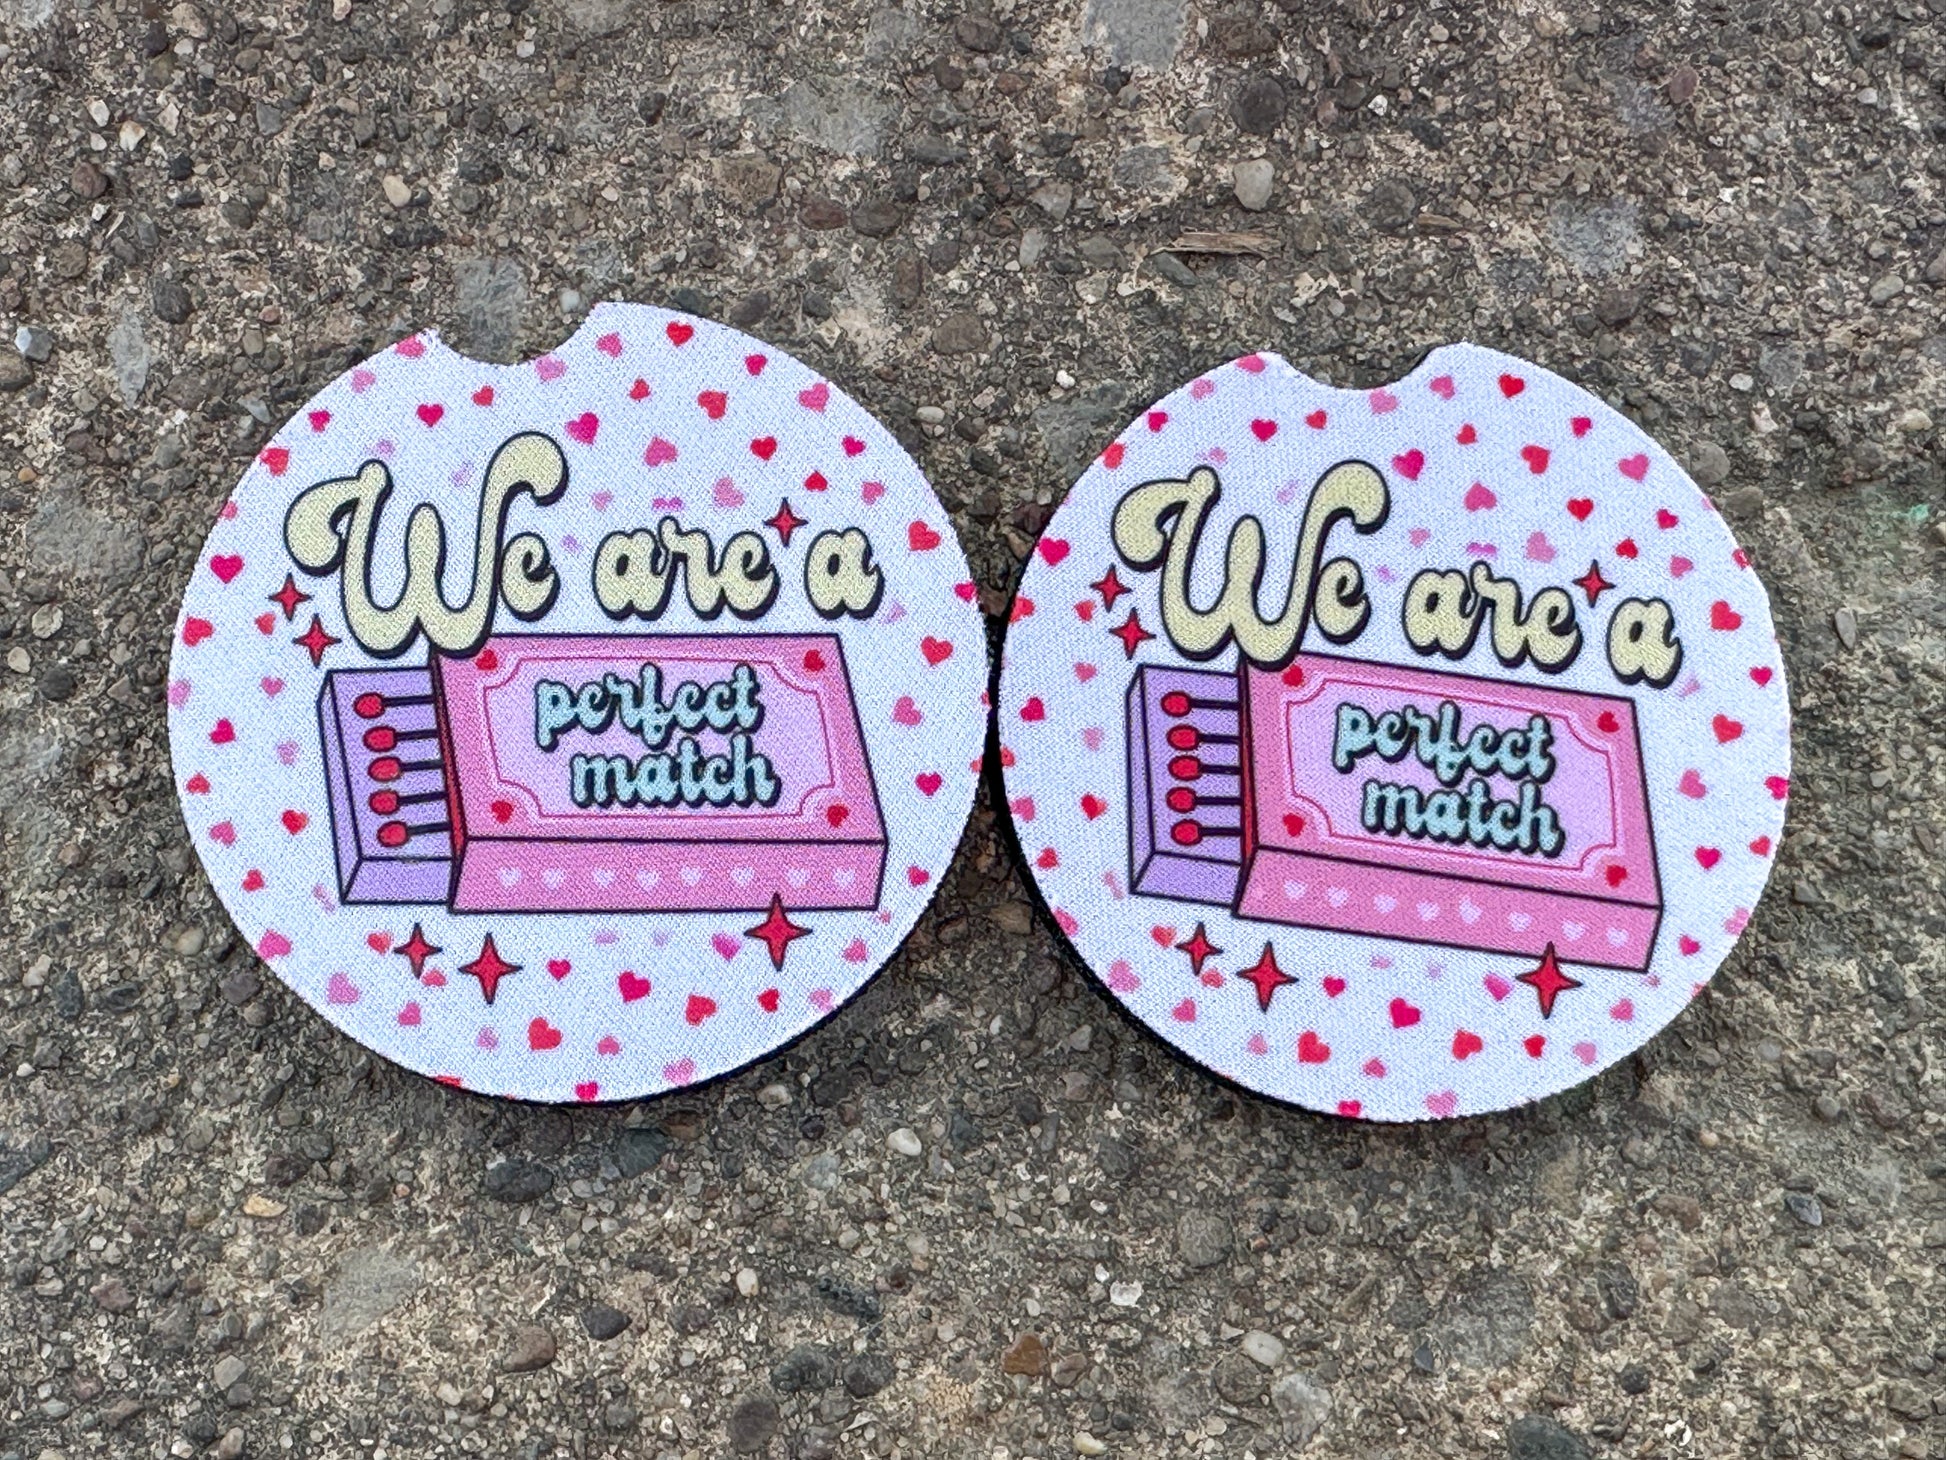 We are a
perfect
match
We are a
perfect
match